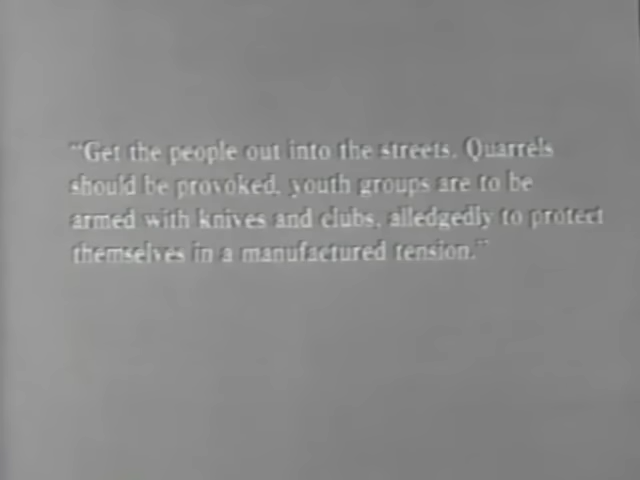 "Get the people out into the streets. Quarrels
should be provoked, youth groups are to be
armed with knives and clubs, alledgedly to protect
themselves in a manufactured tension."